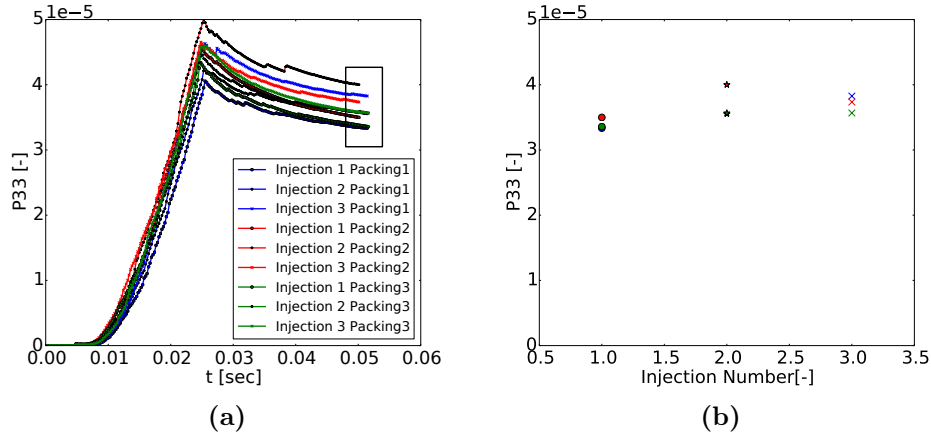 1e−5
5
4
3
2
1
0
P33 [-]
0.00 0.01 0.02 0.03 0.04 0.05 0.06
t [sec]
Injection 1 Packing1
Injection 2 Packing1
Injection 3 Packing1
Injection 1 Packing2
Injection 2 Packing2
Injection 3 Packing2
Injection 1 Packing3
Injection 2 Packing3
Injection 3 Packing3
(a)
1e−5
5
4
3
2
1
0
P33 [-]
0.5 1.0 1.5 2.0 2.5 3.0 3.5
Injection Number[-]
(b)